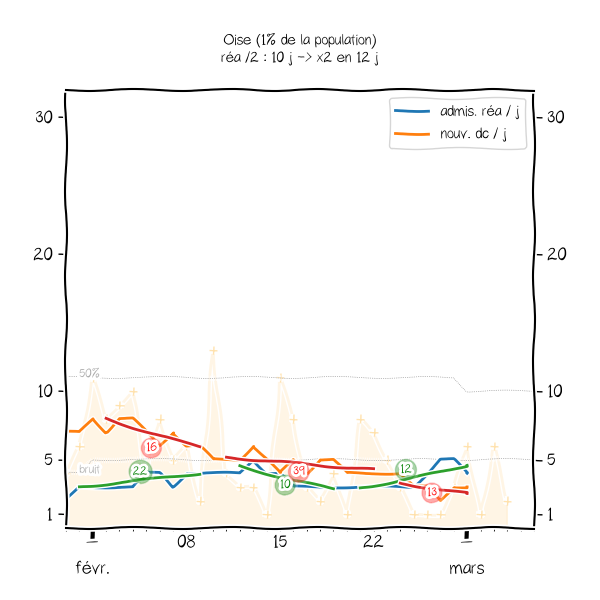 Oise (1% de la population)
réa /2 : 10 j -> x2 en 12 j
admis. réa / j
nouv. dc / j
30
30
20
20
50%
10
10
16
12
5
5
bruit
22
39
10
13
1
1
08
15
22
févr.
mars